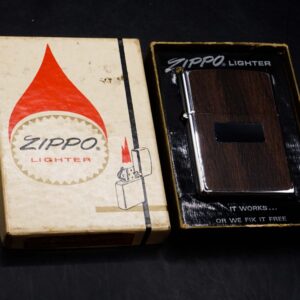 ZIPPO
LIGHTER
ZIPPO LIGHTER
IT WORKS...
OR WE FIX IT FREE